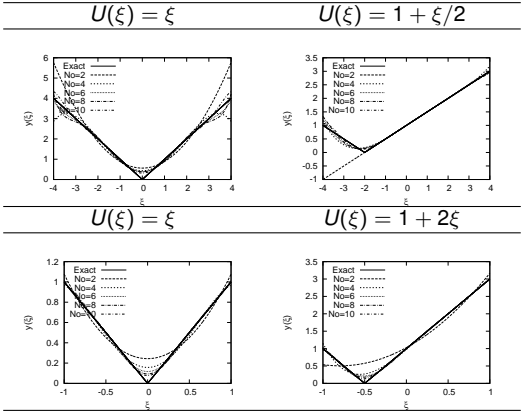 U(ξ) = ξ
U(ξ) = 1 + ξ/2
6
5
4
3
2
1
0
-4 -3 -2 -1 0 1 2 3 4
y(ξ)
ξ
Exact
No=2
No=4
No=6
No=8
No=10
3.5
3
2.5
2
1.5
1
0.5
0
-0.5
-1
-4 -3 -2 -1 0 1 2 3 4
y(ξ)
ξ
Exact
No=2
No=4
No=6
No=8
No=10
U(ξ) = ξ
U(ξ) = 1 + 2ξ
1.2
1
0.8
0.6
0.4
0.2
0
-1 -0.5 0 0.5 1
y(ξ)
ξ
Exact
No=2
No=4
No=6
No=8
No=10
3.5
3
2.5
2
1.5
1
0.5
0
-1 -0.5 0 0.5 1
y(ξ)
ξ
Exact
No=2
No=4
No=6
No=8
No=10